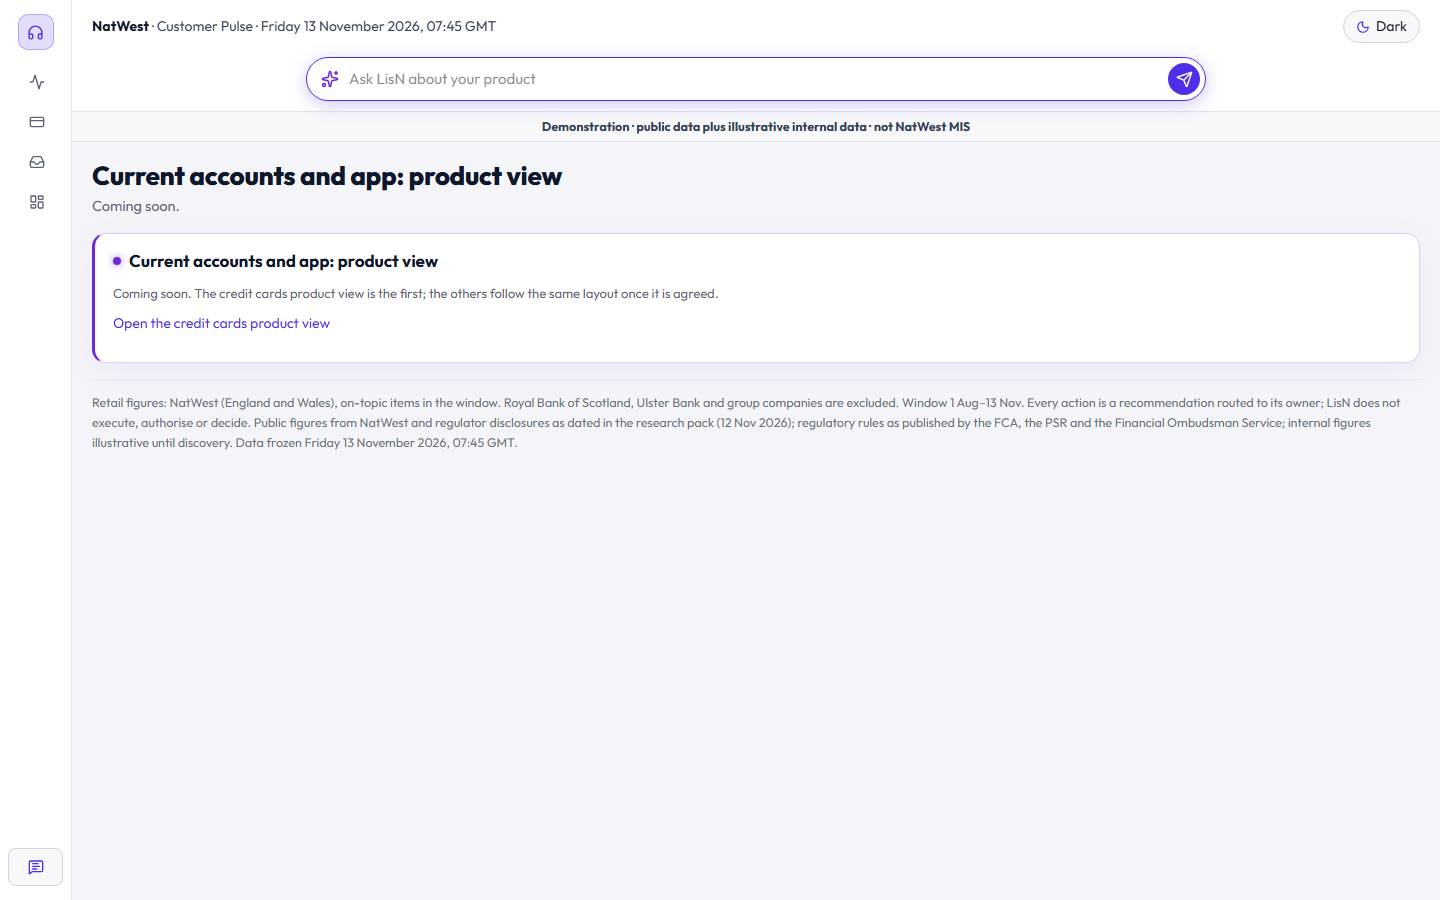 NatWest · Customer Pulse · Friday 13 November 2026, 07:45 GMT
Dark
Ask LisN about your product
Demonstration · public data plus illustrative internal data · not NatWest MIS
Current accounts and app: product view
Coming soon.
Current accounts and app: product view
Coming soon. The credit cards product view is the first; the others follow the same layout once it is agreed.
Open the credit cards product view
Retail figures: NatWest (England and Wales), on-topic items in the window. Royal Bank of Scotland, Ulster Bank and group companies are excluded. Window 1 Aug–13 Nov. Every action is a recommendation routed to its owner; LisN does not
execute, authorise or decide. Public figures from NatWest and regulator disclosures as dated in the research pack (12 Nov 2026); regulatory rules as published by the FCA, the PSR and the Financial Ombudsman Service; internal figures
illustrative until discovery. Data frozen Friday 13 November 2026, 07:45 GMT.